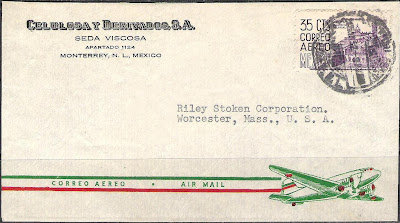 CELULOSA Y DERIVADOS, S.A.
SEDA VISCOSA
APARTADO 1124
MONTERREY, N. L., MEXICO
35 CTS
CORREO
AEREO
Riley Stoken Corporation.
Worcester, Mass., U. S. A.
CORREO AEREO • AIR MAIL